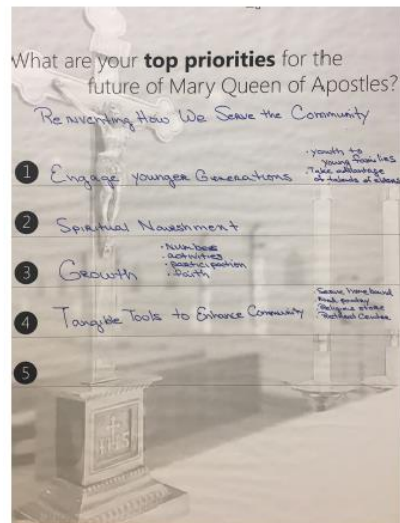 What are your top priorities for the
future of Mary Queen of Apostles?
Reinventing How We Serve the Community
1 Engage younger Generations
• youth to
young families
• Take advantage
of talents of elders
2 Spiritual Nourishment
3 Growth
• Numbers
• activities
• participation
• faith
4 Tangible Tools to Enhance Community
Serve homebound
Food pantry
Religious store
Retreat Center
5
IHS